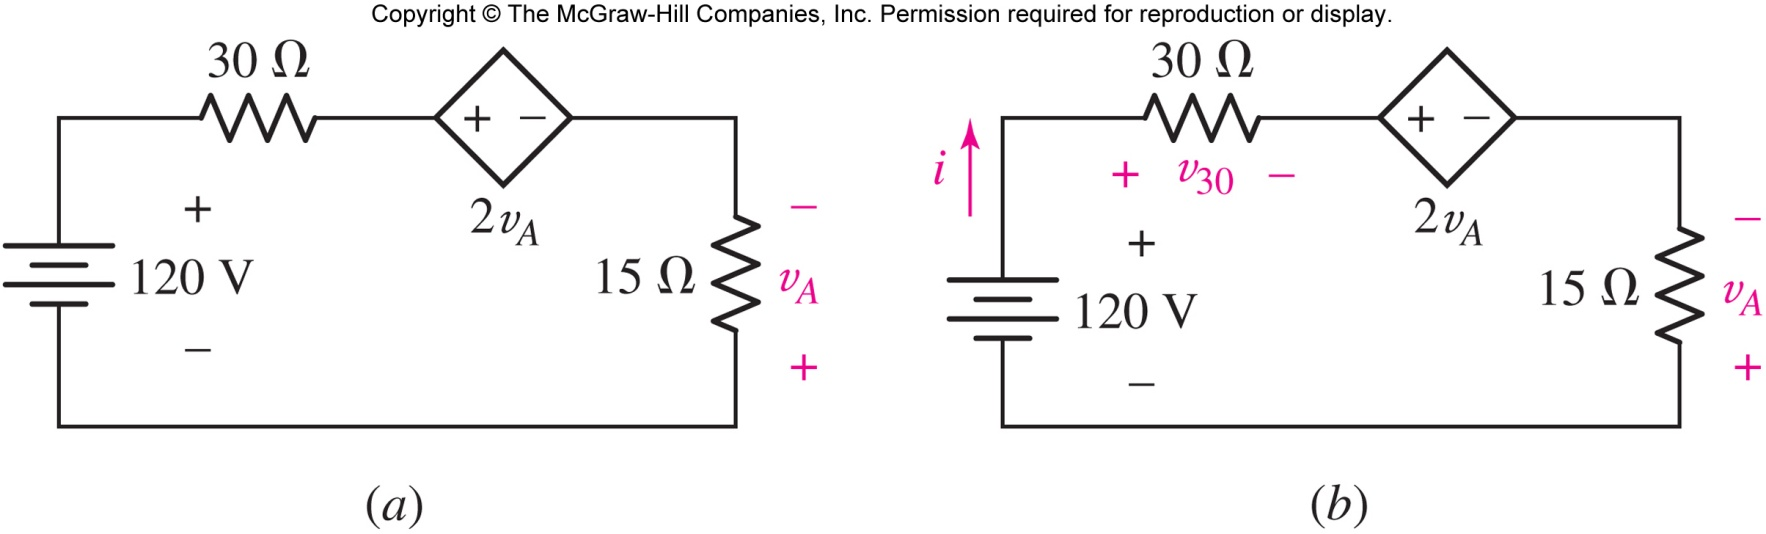 Copyright © The McGraw-Hill Companies, Inc. Permission required for reproduction or display.
30 Ω
+ −
2vA
+
120 V
−
15 Ω
−
vA
+
(a)
30 Ω
i
+ v30 −
+ −
2vA
+
120 V
−
15 Ω
−
vA
+
(b)